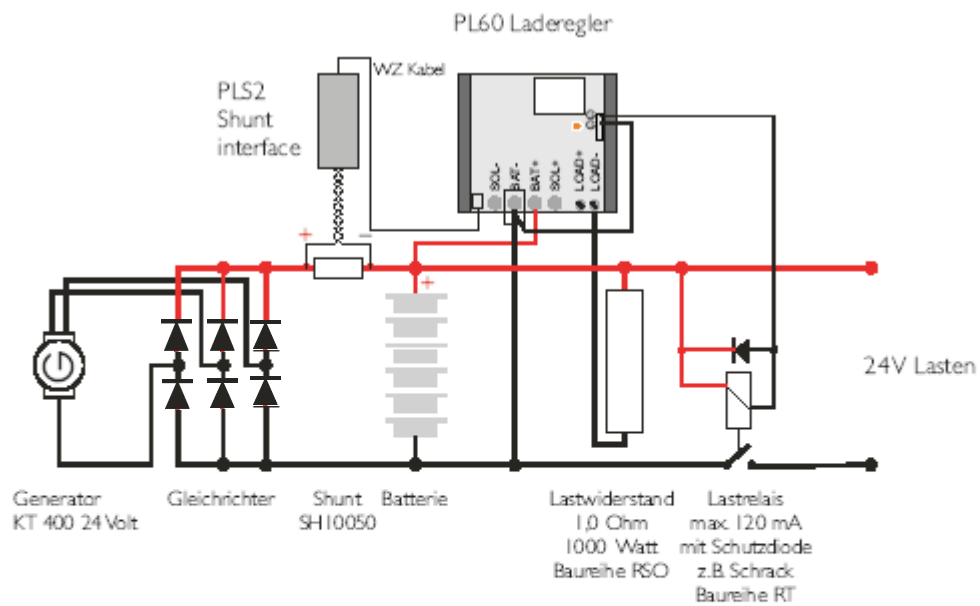 PL60 Laderegler
WZ Kabel
PLS2
Shunt
interface
SOL-
BAT-
BAT+
SOL+
LOAD+
LOAD-
+
–
+
G
24V Lasten
Generator
KT 400 24 Volt
Gleichrichter
Shunt
SH10050
Batterie
Lastwiderstand
1,0 Ohm
1000 Watt
Baureihe RSO
Lastrelais
max. 120 mA
mit Schutzdiode
z.B. Schrack
Baureihe RT